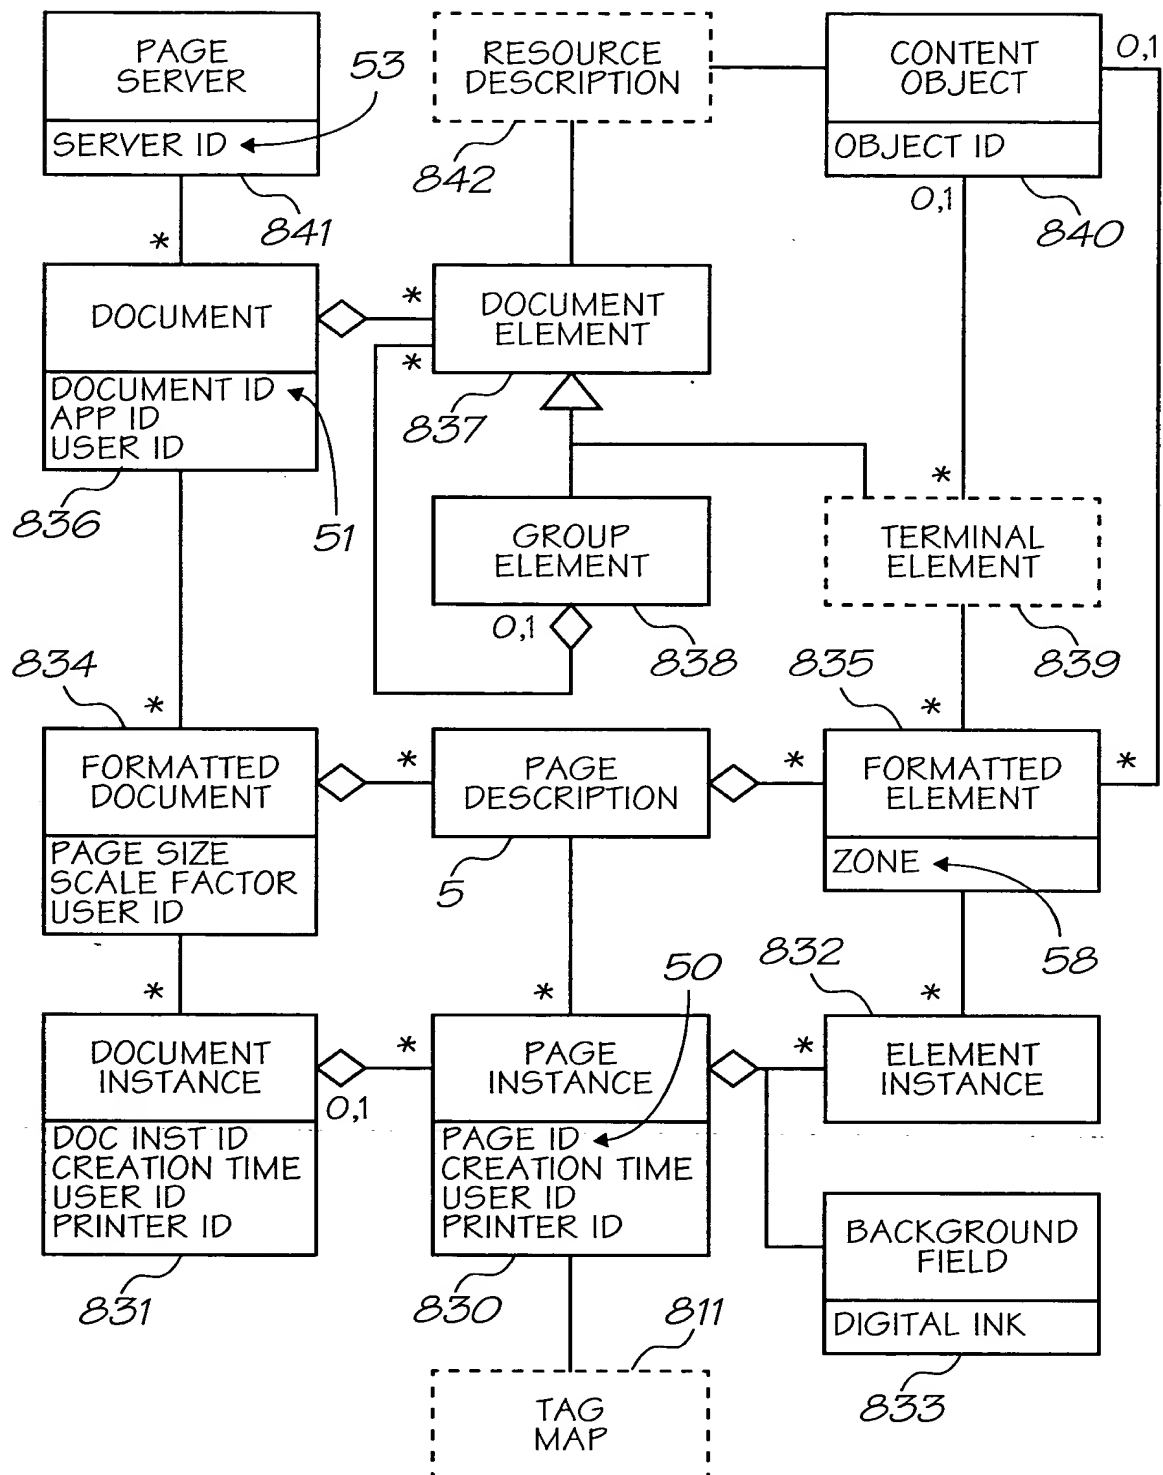 PAGE
SERVER
SERVER ID
53
841
RESOURCE
DESCRIPTION
842
CONTENT
OBJECT
OBJECT ID
0,1
0,1
840
*
DOCUMENT
DOCUMENT ID
APP ID
USER ID
836
51
*
*
DOCUMENT
ELEMENT
837
GROUP
ELEMENT
0,1
838
*
TERMINAL
ELEMENT
839
834
*
FORMATTED
DOCUMENT
PAGE SIZE
SCALE FACTOR
USER ID
*
PAGE
DESCRIPTION
5
*
835
*
FORMATTED
ELEMENT
*
ZONE
58
*
DOCUMENT
INSTANCE
0,1
DOC INST ID
CREATION TIME
USER ID
PRINTER ID
831
*
50
*
PAGE
INSTANCE
PAGE ID
CREATION TIME
USER ID
PRINTER ID
830
832
*
*
ELEMENT
INSTANCE
BACKGROUND
FIELD
DIGITAL INK
833
811
TAG
MAP